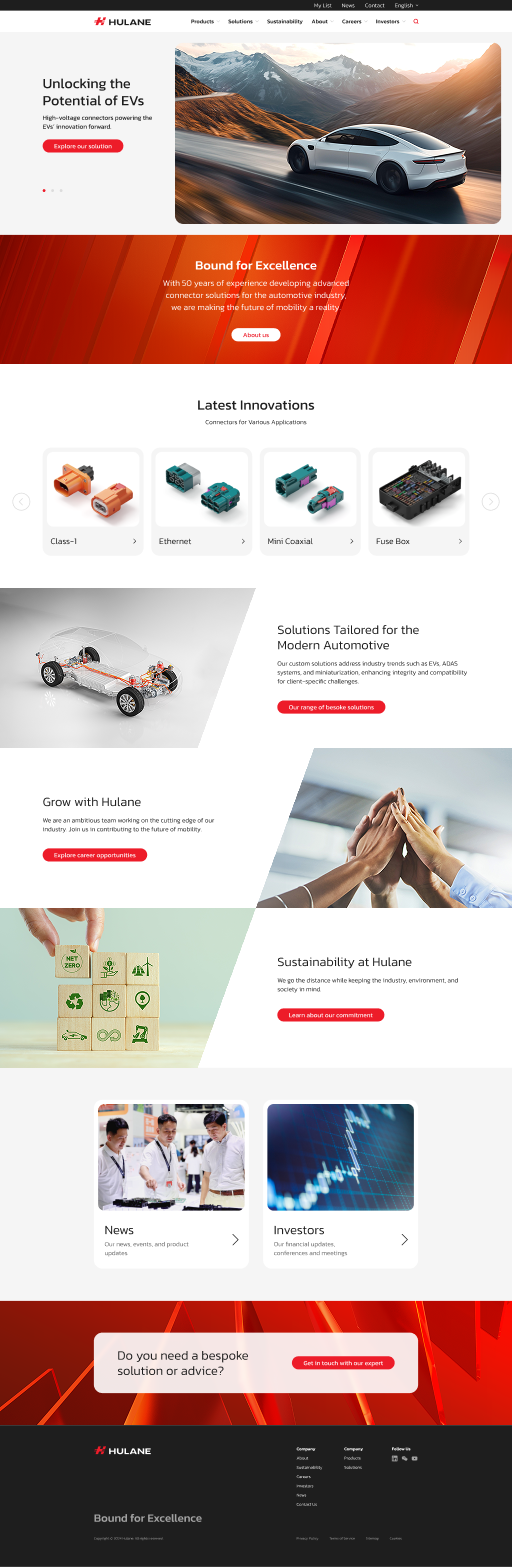 My List News Contact English
HULANE Products Solutions Sustainability About Careers Investors
Unlocking the
Potential of EVs
High-voltage connectors powering the
EVs' innovation forward.
Explore our solution
Bound for Excellence
With 50 years of experience developing advanced
connector solutions for the automotive industry,
we are making the future of mobility a reality.
About us
Latest Innovations
Connectors for Various Applications
Class-1
Ethernet
Mini Coaxial
Fuse Box
Solutions Tailored for the
Modern Automotive
Our custom solutions address industry trends such as EVs, ADAS
systems, and miniaturization, enhancing integrity and compatibility
for client-specific challenges.
Our range of besoke solutions
Grow with Hulane
We are an ambitious team working on the cutting edge of our
industry. Join us in contributing to the future of mobility.
Explore career opportunities
NET
ZERO
Sustainability at Hulane
We go the distance while keeping the industry, environment, and
society in mind.
Learn about our commitment
News
Our news, events, and product
updates
Investors
Our financial updates,
conferences and meetings
Do you need a bespoke
solution or advice?
Get in touch with our expert
HULANE
Company
About
Sustainability
Careers
Investors
News
Contact Us
Company
Products
Solutions
Follow Us
Bound for Excellence
Privacy Policy Terms of Service Sitemap Cookies